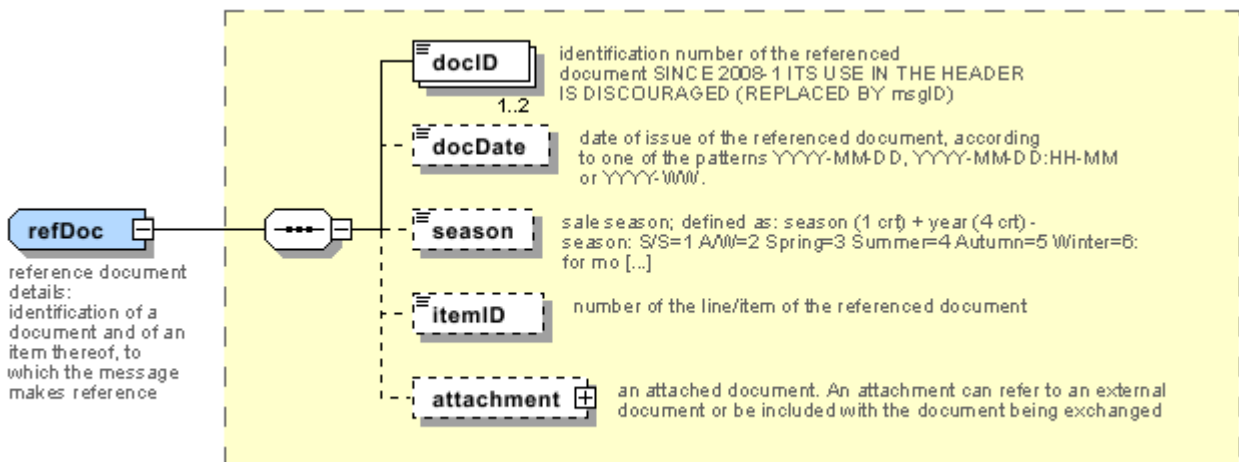 docID
identification number of the referenced
document SINCE 2008-1 ITS USE IN THE HEADER
IS DISCOURAGED (REPLACED BY msgID)
1..2
docDate
date of issue of the referenced document, according
to one of the patterns YYYY-MM-DD, YYYY-MM-DD:HH-MM
or YYYY-WW.
refDoc
reference document
details:
identification of a
document and of an
item thereof, to
which the message
makes reference
season
sale season; defined as: season (1 crt) + year (4 crt) -
season: S/S=1 A/W=2 Spring=3 Summer=4 Autumn=5 Winter=6:
for mo [...]
itemID
number of the line/item of the referenced document
attachment
an attached document. An attachment can refer to an external
document or be included with the document being exchanged